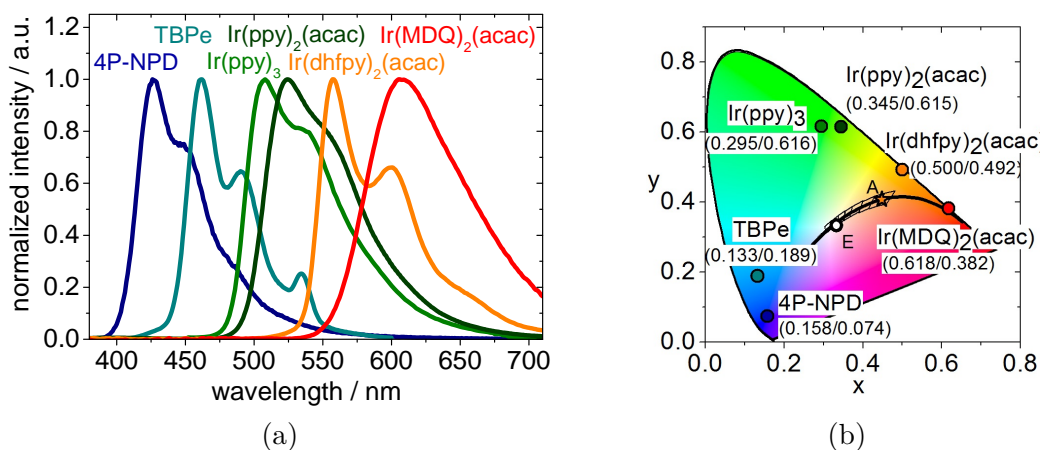 TBPe Ir(ppy)₂(acac) Ir(MDQ)₂(acac)
4P-NPD Ir(ppy)₃ Ir(dhfpy)₂(acac)
normalized intensity / a.u.
1.0
0.8
0.6
0.4
0.2
0.0
400 450 500 550 600 650 700
wavelength / nm
(a)
0.8
0.6
y
0.4
0.2
0.0
Ir(ppy)₂(acac)
(0.345/0.615)
Ir(ppy)₃
(0.295/0.616)
Ir(dhfpy)₂(acac)
(0.500/0.492)
A
E
TBPe
(0.133/0.189)
Ir(MDQ)₂(acac)
(0.618/0.382)
4P-NPD
(0.158/0.074)
0.0 0.2 0.4 0.6 0.8
x
(b)